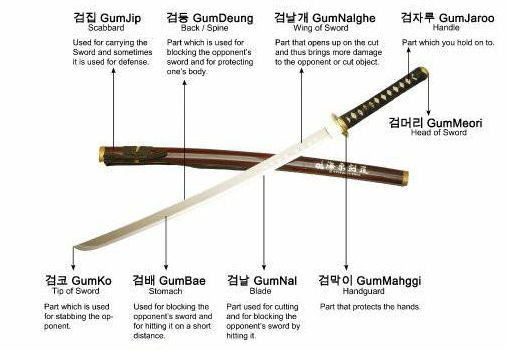 검집 GumJip
Scabbard
Used for carrying the
Sword and sometimes
it is used for defense.
검등 GumDeung
Back / Spine
Part which is used for
blocking the opponent's
sword and for protecting
one's body.
검날개 GumNalghe
Wing of Sword
Part that opens up on the cut
and thus brings more damage
to the opponent or cut object.
검자루 GumJaroo
Handle
Part which you hold on to.
검머리 GumMeori
Head of Sword
검코 GumKo
Tip of Sword
Part which is used
for stabbing the op-
ponent.
검배 GumBae
Stomach
Used for blocking the
opponent's sword and
for hitting it on a short
distance.
검날 GumNal
Blade
Part used for cutting
and for blocking the
opponent's sword by
hitting it.
검막이 GumMahggi
Handguard
Part that protects the hands.